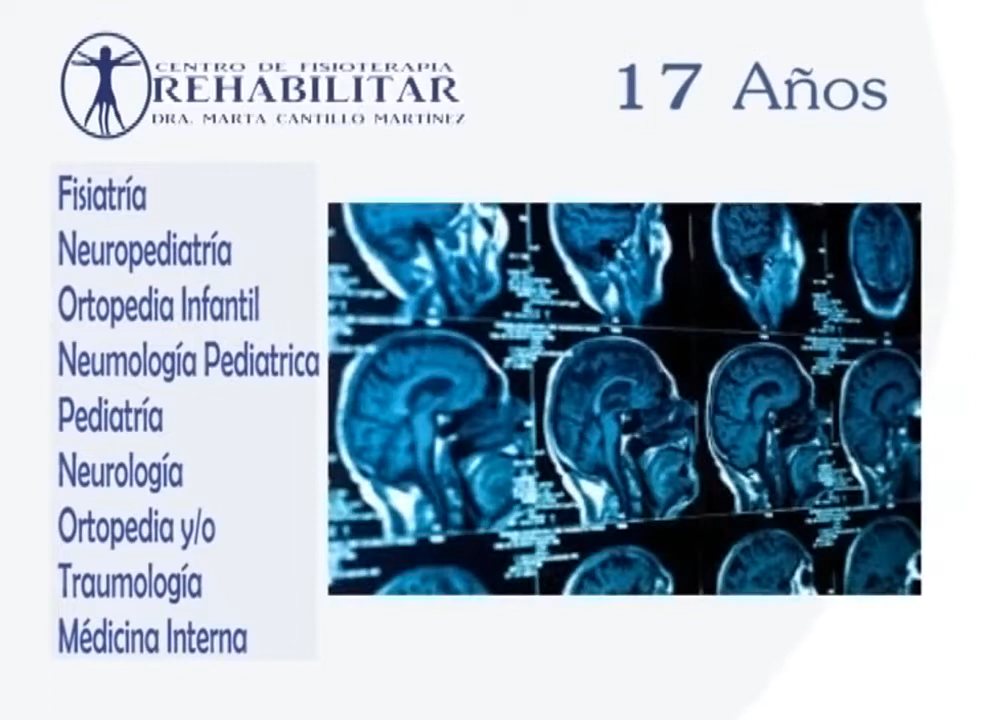 CENTRO DE FISIOTERAPIA
REHABILITAR
DRA. MARTA CANTILLO MARTÍNEZ
17 Años
Fisiatría
Neuropediatría
Ortopedia Infantil
Neumología Pediatrica
Pediatría
Neurología
Ortopedia y/o
Traumología
Médicina Interna